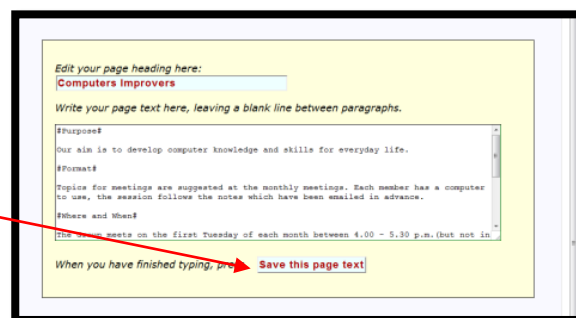 Edit your page heading here:
Computers Improvers
Write your page text here, leaving a blank line between paragraphs.
#Purpose#
Our aim is to develop computer knowledge and skills for everyday life.
#Format#
Topics for meetings are suggested at the monthly meetings. Each member has a computer
to use, the session follows the notes which have been emailed in advance.
#Where and When#
The group meets on the first Tuesday of each month between 4.00 - 5.30 p.m.(but not in
When you have finished typing, Save this page text